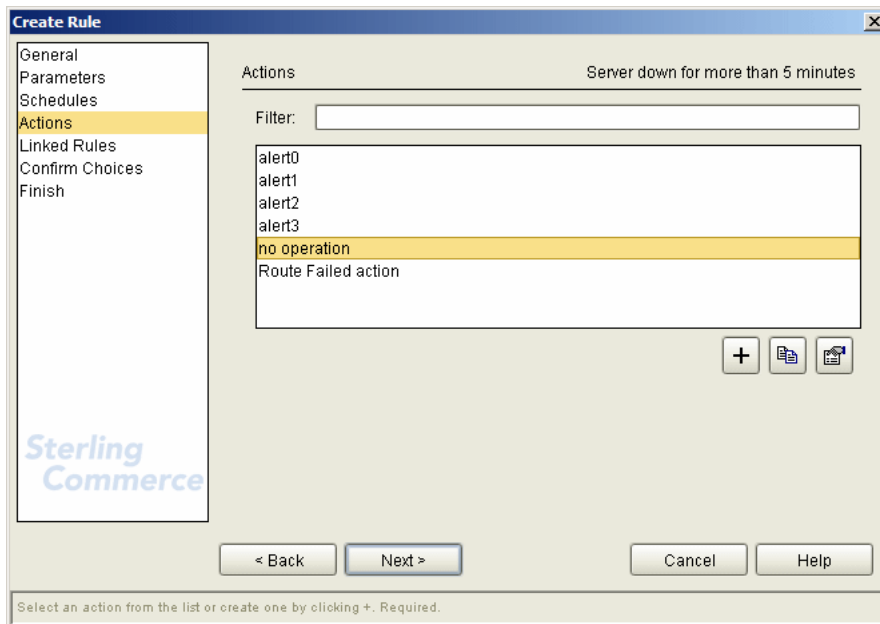 Create Rule
General
Parameters
Schedules
Actions
Linked Rules
Confirm Choices
Finish
Sterling
Commerce
Actions
Server down for more than 5 minutes
Filter:
alert0
alert1
alert2
alert3
no operation
Route Failed action
+
< Back
Next >
Cancel
Help
Select an action from the list or create one by clicking +. Required.